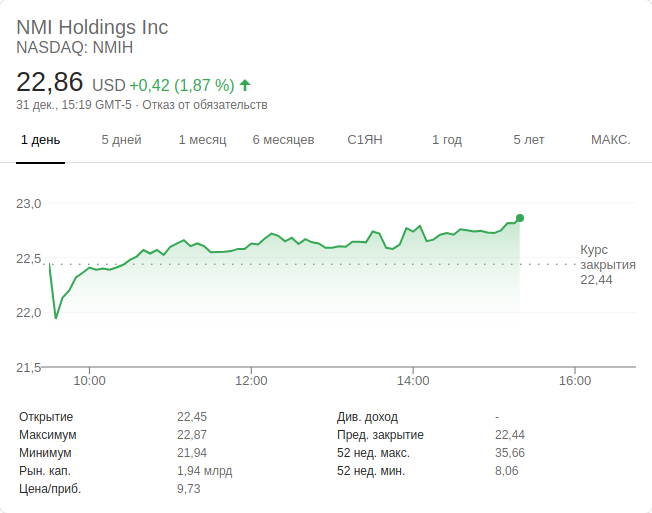 NMI Holdings Inc
NASDAQ: NMIH
22,86 USD +0,42 (1,87 %)
31 дек., 15:19 GMT-5 · Отказ от обязательств
1 день 5 дней 1 месяц 6 месяцев С1ЯН 1 год 5 лет МАКС.
23,0
22,5
22,0
21,5
Курс
закрытия
22,44
10:00 12:00 14:00 16:00
Открытие 22,45 Див. доход -
Максимум 22,87 Пред. закрытие 22,44
Минимум 21,94 52 нед. макс. 35,66
Рын. кап. 1,94 млрд 52 нед. мин. 8,06
Цена/приб. 9,73